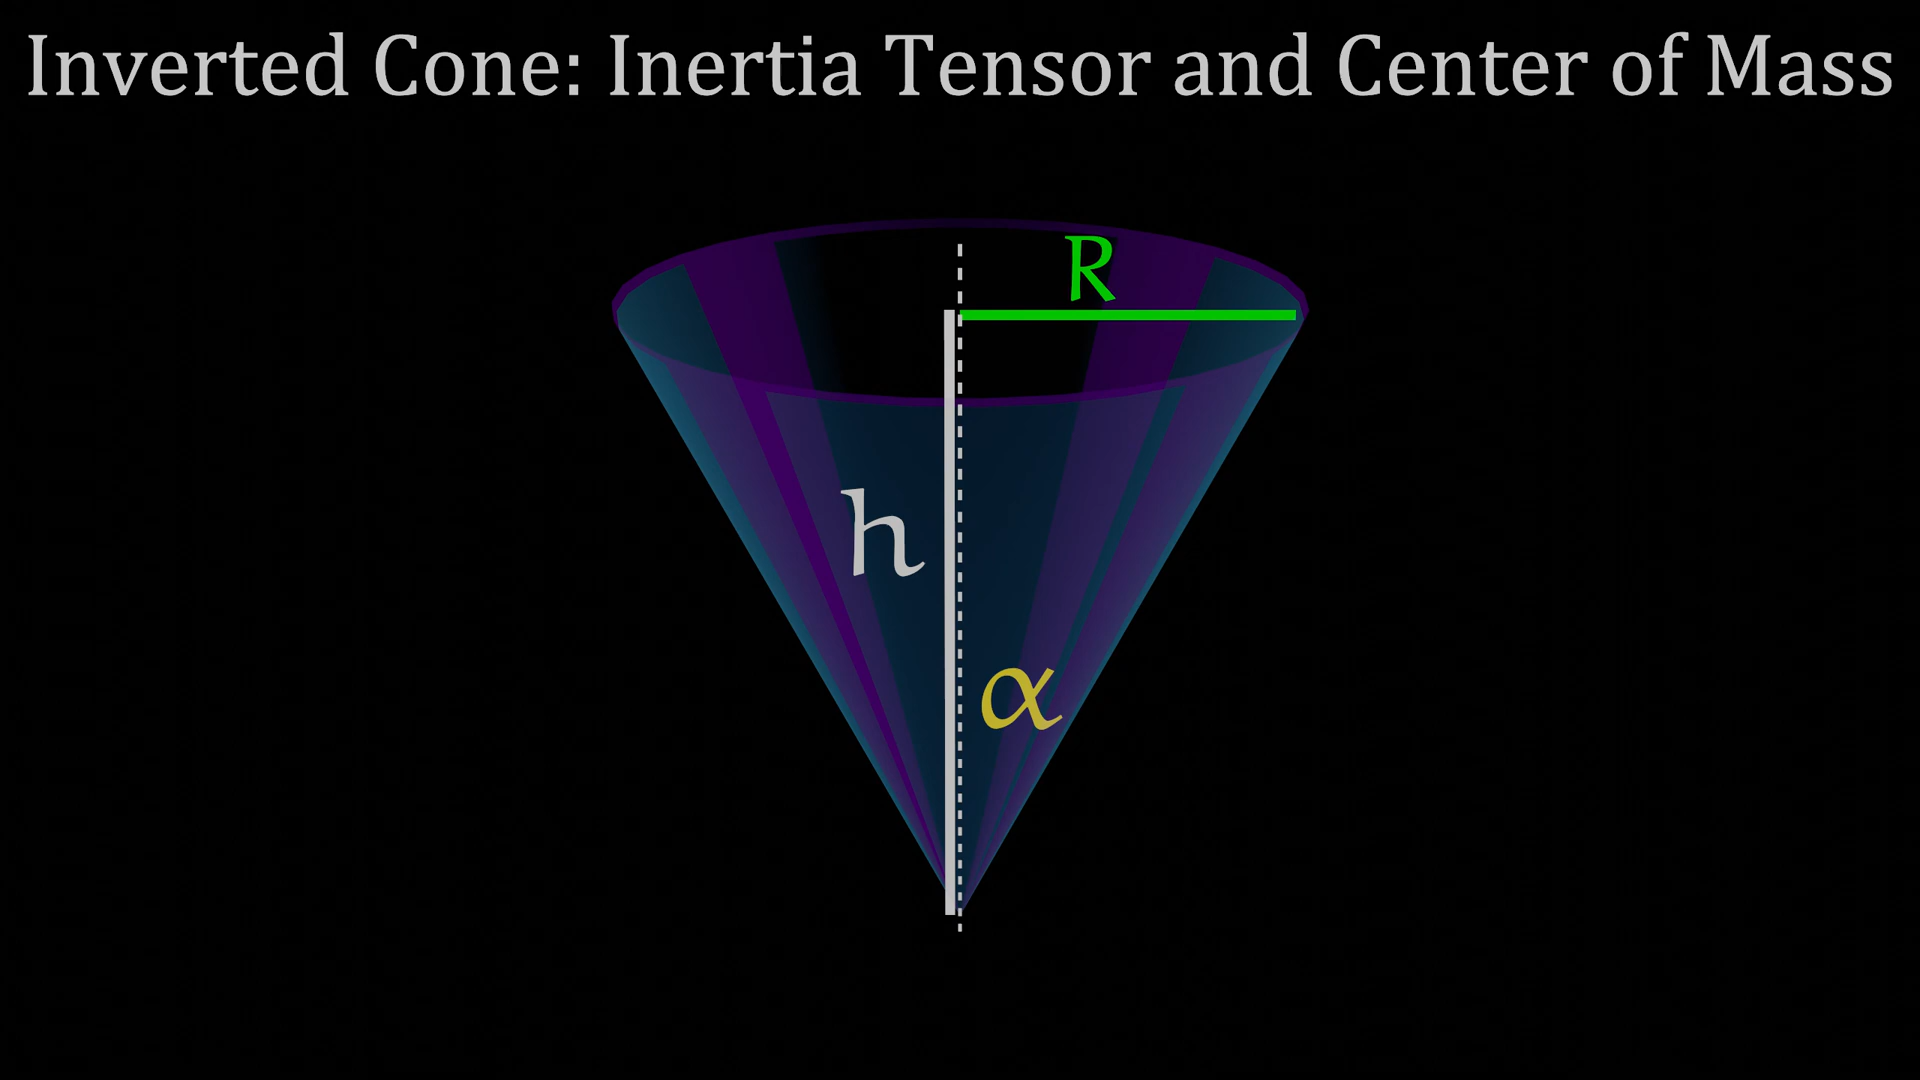 Inverted Cone: Inertia Tensor and Center of Mass
R
h
α